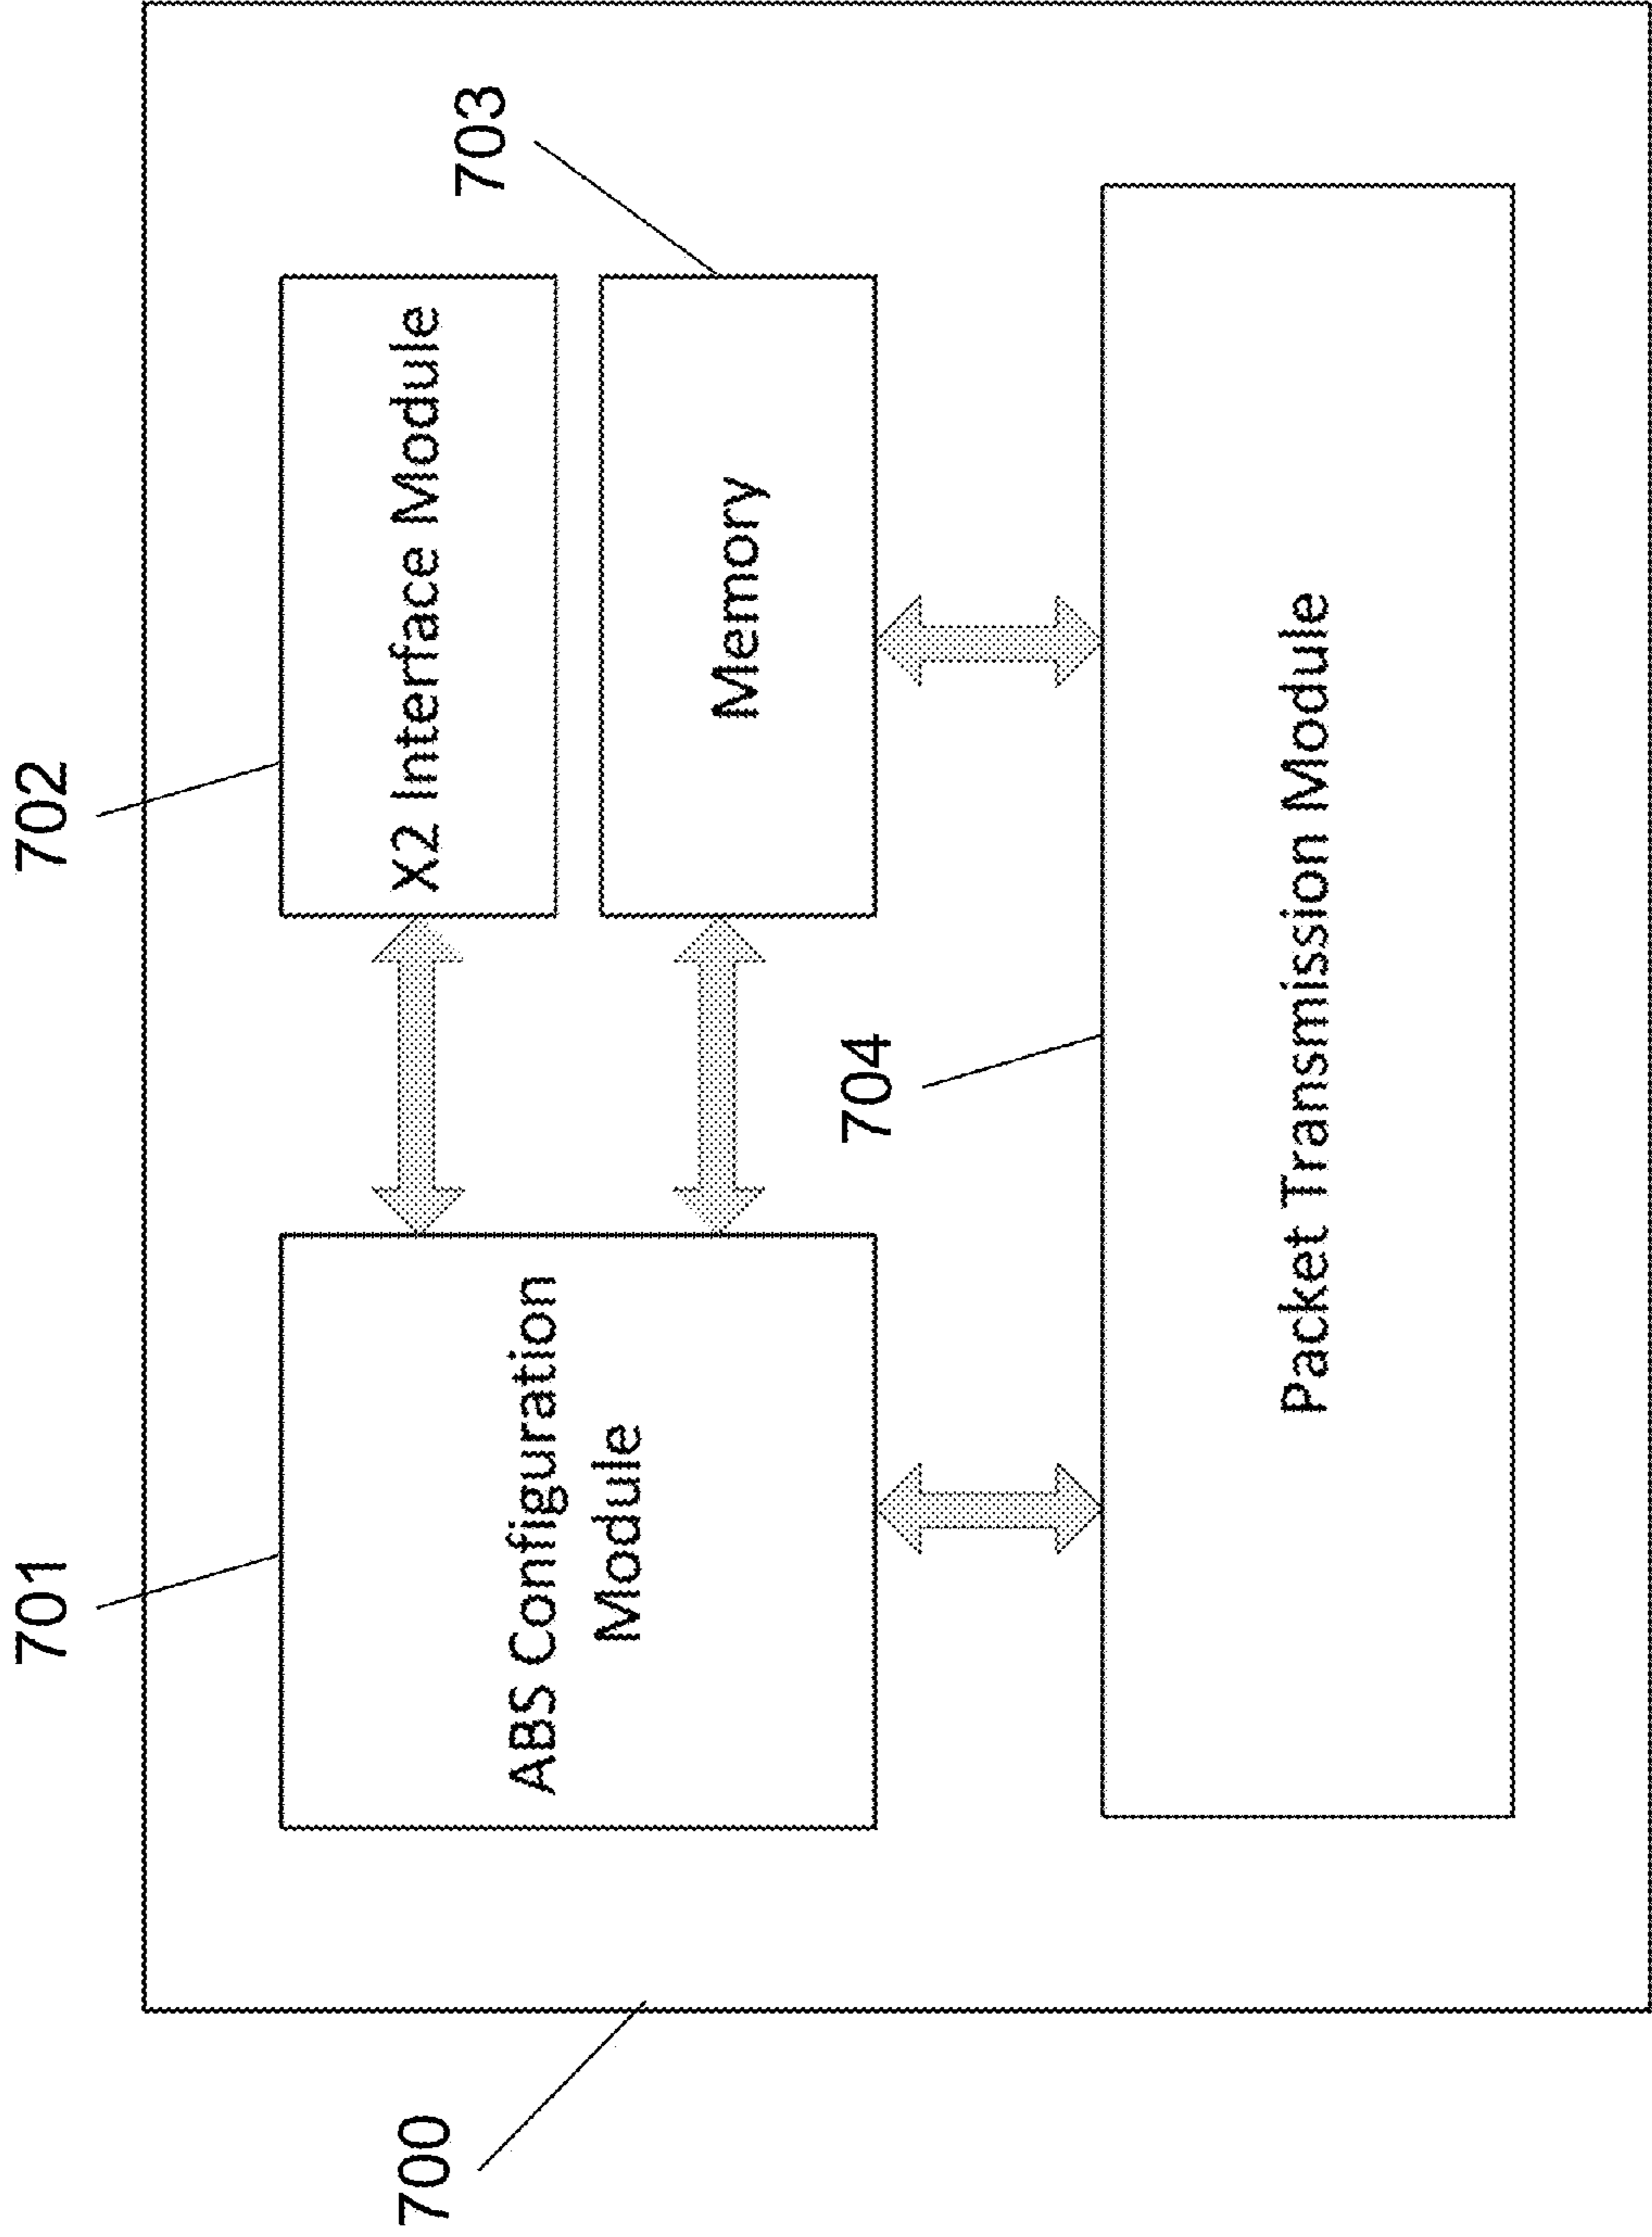 701
702
ABS Configuration
Module
X2 Interface Module
703
Memory
700
704
Packet Transmission Module